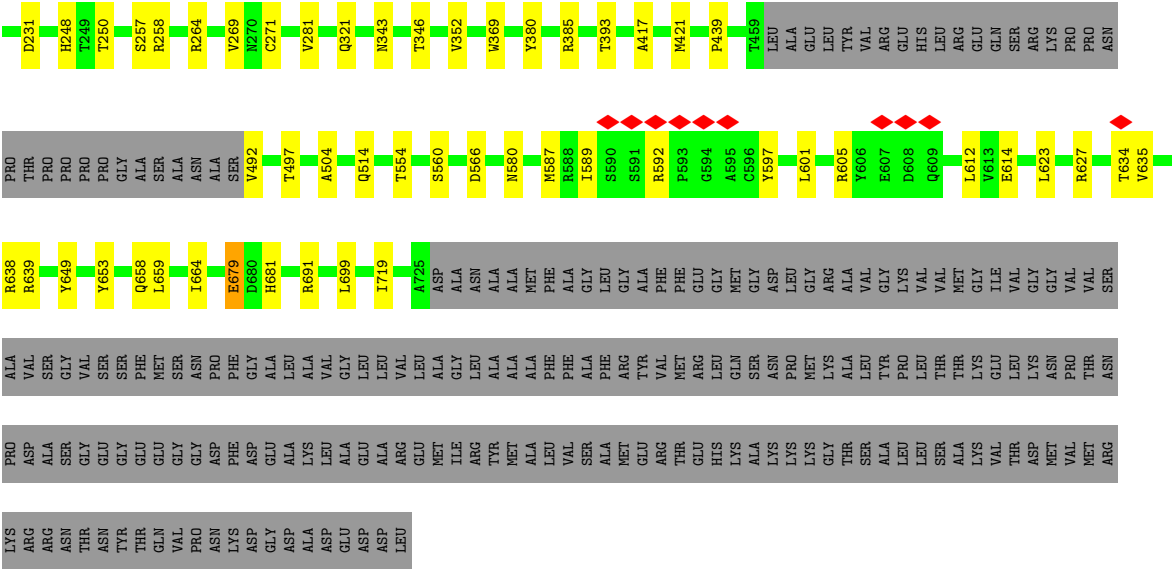 D231 H248 T249 T250 S257 R258 R264 V269 N270 C271 V281 Q321 N343 T346 V352 W369 Y380 R385 T393 A417 M421 P439 T459 LEU ALA GLU LEU TYR VAL ARG GLU HIS LEU ARG GLU GLN SER ARG LYS PRO PRO ASN
PRO THR PRO PRO PRO PRO GLY ALA SER ALA ASN ALA SER V492 T497 A504 Q514 T554 S560 D566 N580 M587 R588 I589 S590 S591 R592 P593 G594 A595 C596 Y597 L601 R605 Y606 E607 D608 Q609 L612 V613 E614 L623 R627 T634 V635
R638 R639 Y649 Y653 Q658 L659 I664 E679 D680 H681 R691 L699 I719 A725 ASP ALA ASN ALA ALA MET PHE ALA GLY LEU GLY ALA PHE PHE GLU GLY MET GLY ASP LEU GLY ARG ALA VAL GLY LYS VAL VAL MET GLY ILE VAL GLY GLY VAL VAL SER
ALA VAL SER GLY VAL SER SER PHE MET SER ASN PRO PHE GLY ALA LEU ALA VAL GLY LEU LEU VAL LEU ALA GLY LEU ALA ALA ALA PHE PHE ALA PHE ARG TYR VAL MET ARG LEU GLN SER ASN PRO MET LYS ALA LEU TYR PRO LEU THR THR LYS GLU LEU LYS ASN PRO THR ASN
PRO ASP ALA SER GLY GLU GLY GLU GLU GLY GLY ASP PHE ASP GLU ALA LYS LEU ALA GLU ALA ARG GLU MET ILE ARG TYR MET ALA LEU VAL SER ALA MET GLU ARG THR GLU HIS LYS ALA LYS LYS LYS GLY THR SER ALA LEU LEU SER ALA LYS VAL THR ASP MET VAL MET ARG
LYS ARG ARG ASN THR ASN TYR THR GLN VAL PRO ASN LYS ASP GLY ASP ALA ASP GLU ASP ASP LEU